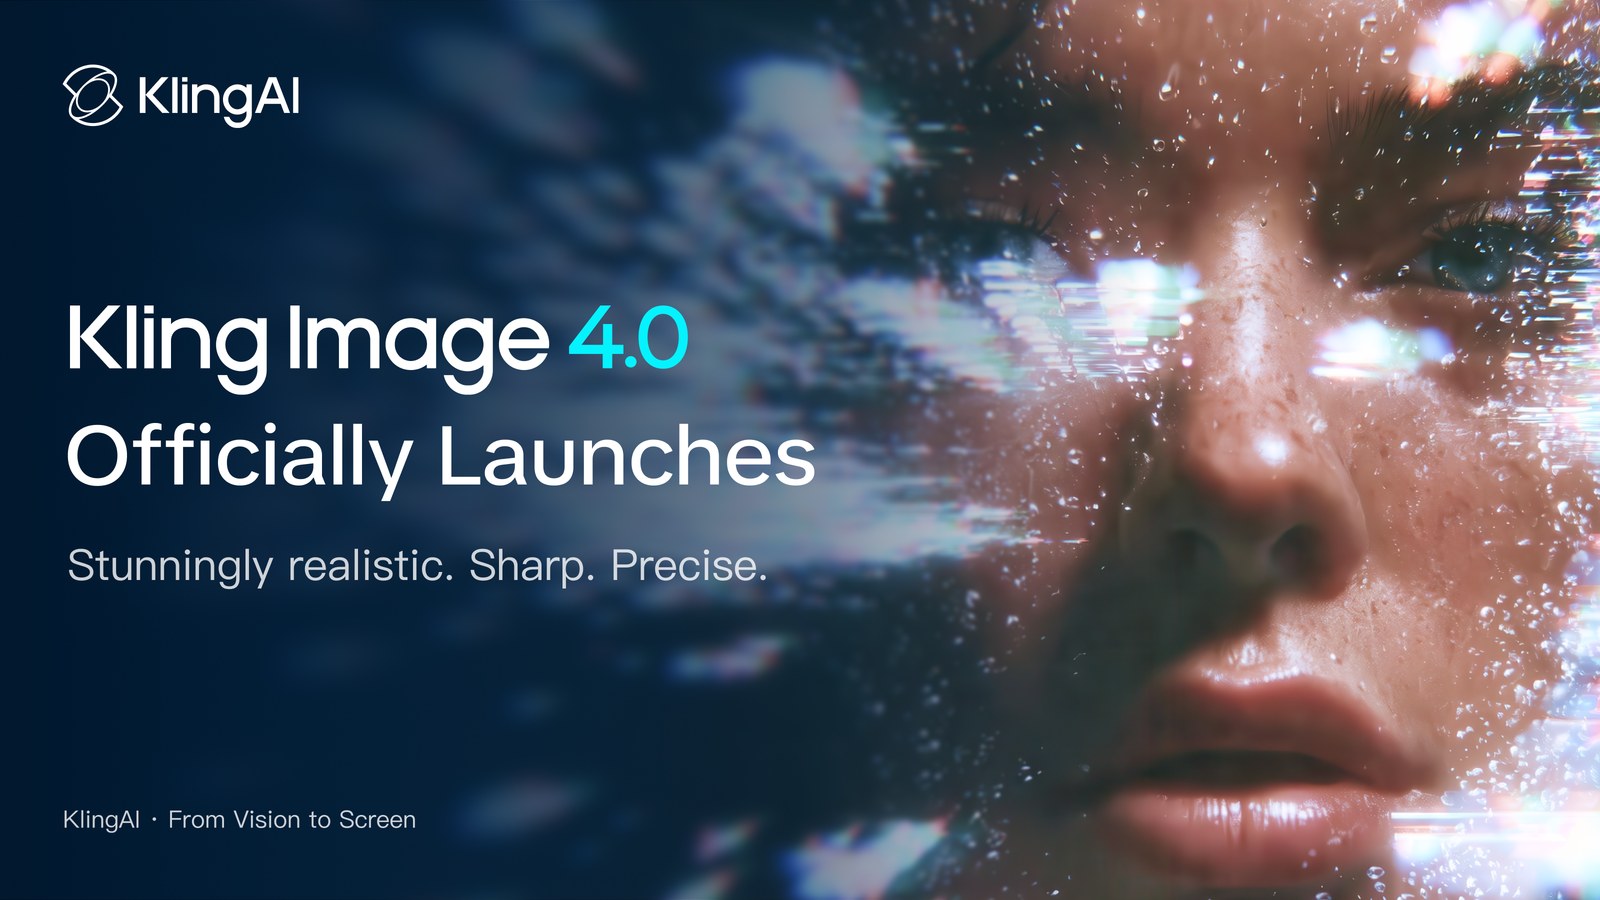 KlingAI
Kling Image 4.0
Officially Launches
Stunningly realistic. Sharp. Precise.
KlingAI · From Vision to Screen